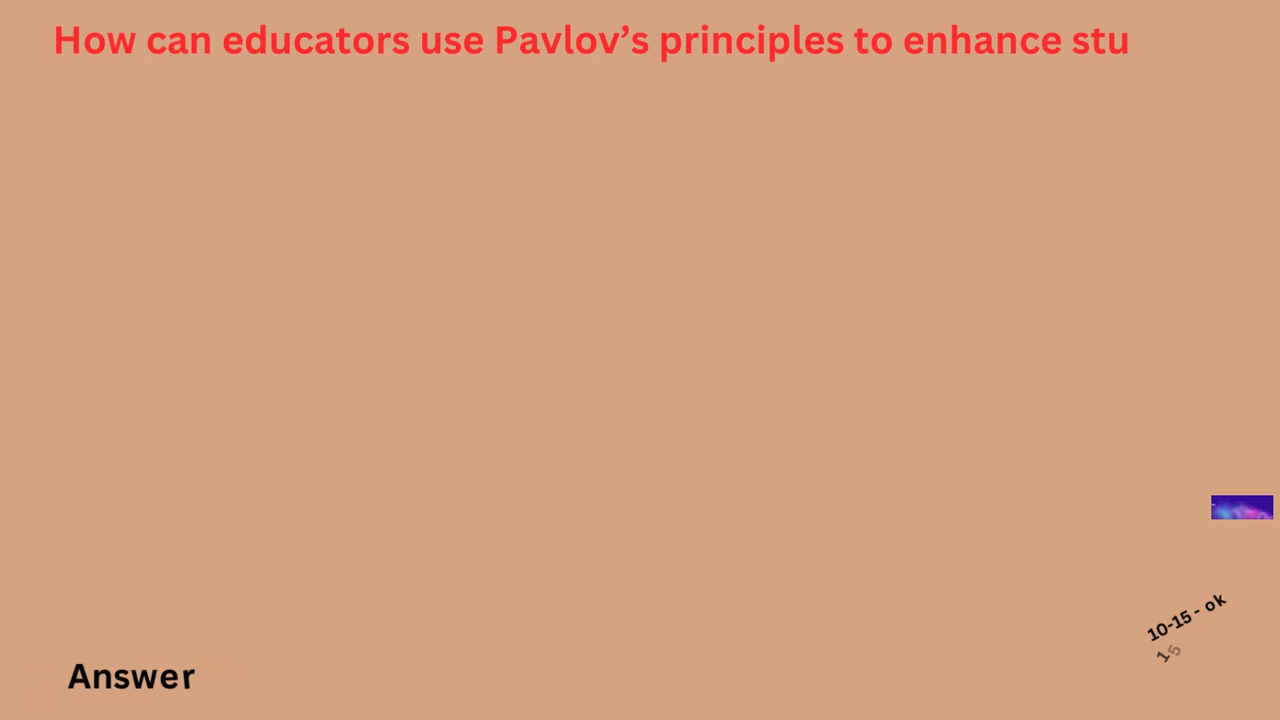 How can educators use Pavlov’s principles to enhance stu
10-15 - ok
15
Answer